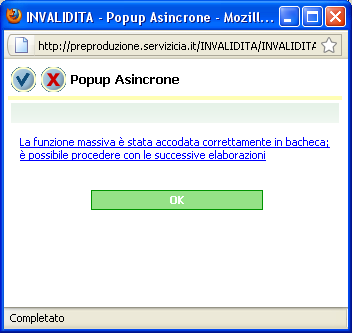 INVALIDITA - Popup Asincrone - Mozill...
http://preproduzione.servizicia.it/INVALIDITA/INVALIDITA
Popup Asincrone
La funzione massiva è stata accodata correttamente in bacheca;
è possibile procedere con le successive elaborazioni
OK
Completato